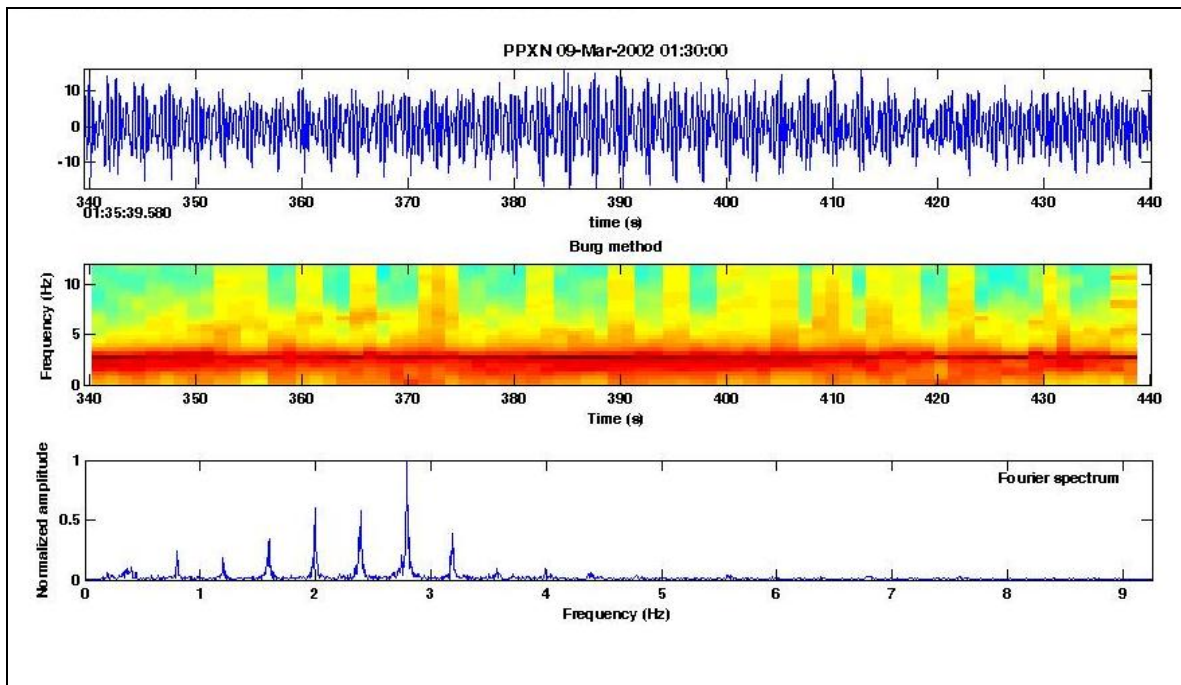 PPXN 09-Mar-2002 01:30:00
10
0
-10
340 350 360 370 380 390 400 410 420 430 440
01:35:39.580
time (s)
Burg method
Frequency (Hz)
10
5
0
340 350 360 370 380 390 400 410 420 430 440
Time (s)
Normalized amplitude
1
0.5
0
Fourier spectrum
0 1 2 3 4 5 6 7 8 9
Frequency (Hz)